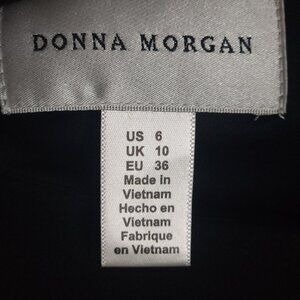 DONNA MORGAN
US 6
UK 10
EU 36
Made in
Vietnam
Hecho en
Vietnam
Fabrique
en Vietnam